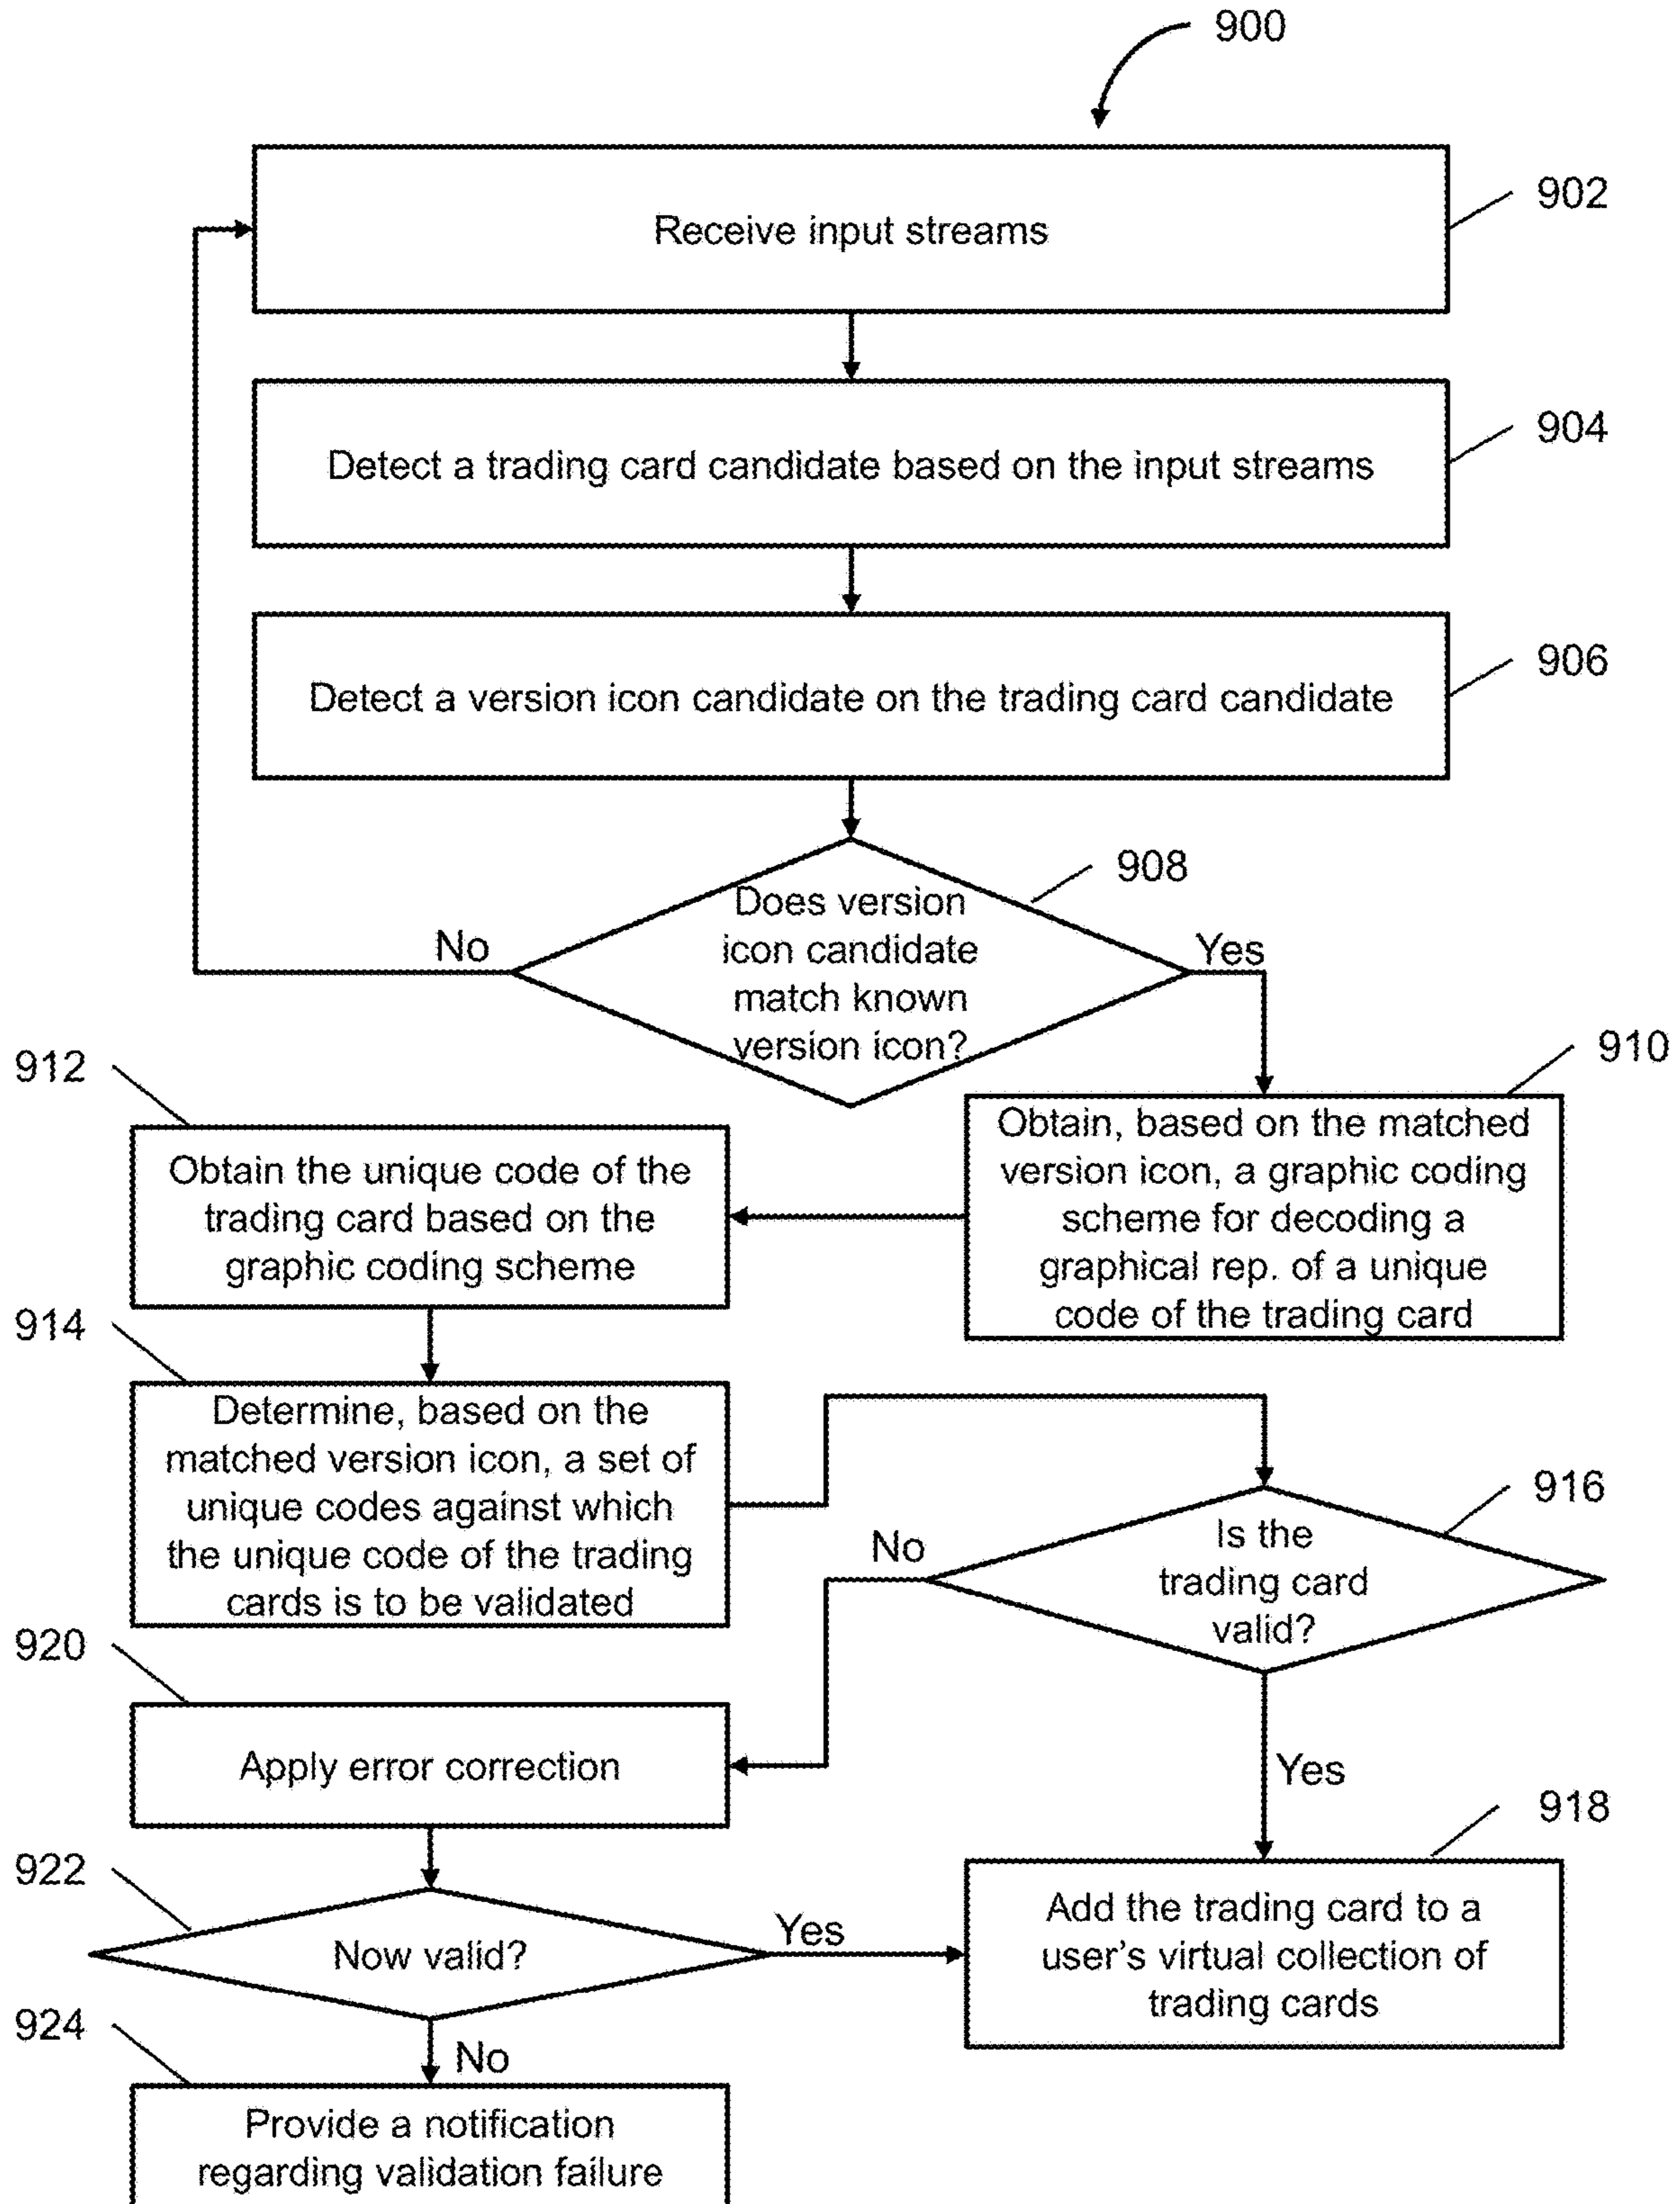 900
Receive input streams
902
Detect a trading card candidate based on the input streams
904
Detect a version icon candidate on the trading card candidate
906
Does version
icon candidate
match known
version icon?
908
No
Yes
910
Obtain, based on the matched
version icon, a graphic coding
scheme for decoding a
graphical rep. of a unique
code of the trading card
912
Obtain the unique code of the
trading card based on the
graphic coding scheme
914
Determine, based on the
matched version icon, a set of
unique codes against which
the unique code of the trading
cards is to be validated
916
Is the
trading card
valid?
No
Yes
920
Apply error correction
918
Add the trading card to a
user's virtual collection of
trading cards
922
Now valid?
Yes
No
924
Provide a notification
regarding validation failure